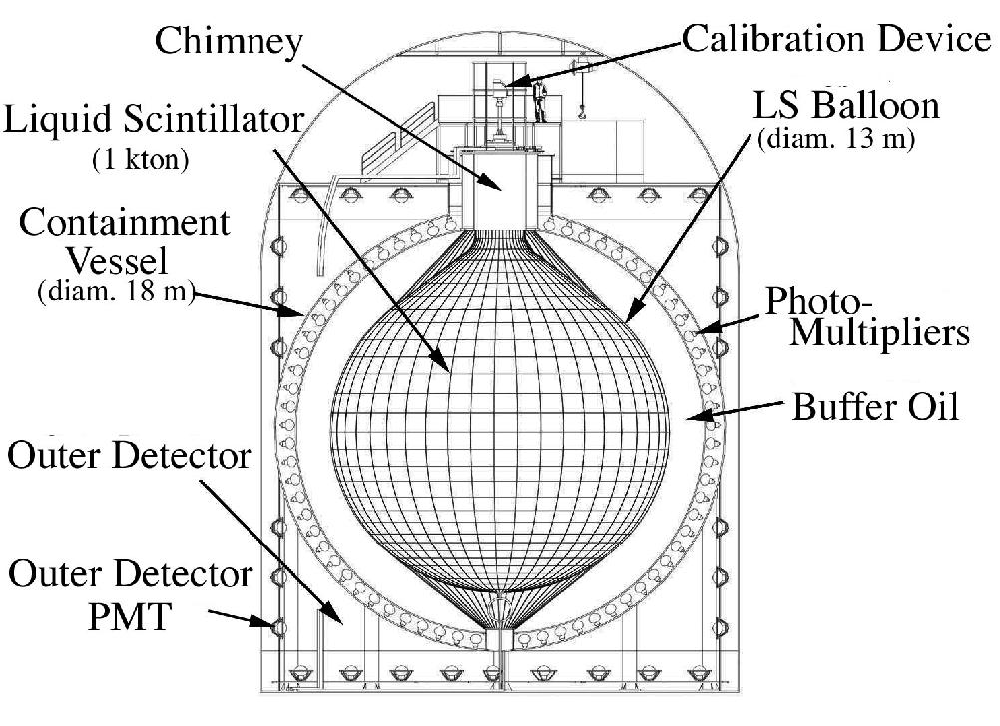 Chimney
Calibration Device
Liquid Scintillator
(1 kton)
LS Balloon
(diam. 13 m)
Containment
Vessel
(diam. 18 m)
Photo-
Multipliers
Buffer Oil
Outer Detector
Outer Detector
PMT